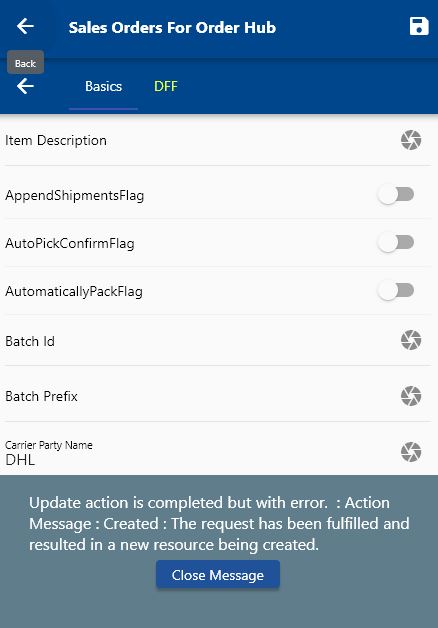 Sales Orders For Order Hub
Back
Basics DFF
Item Description
AppendShipmentsFlag
AutoPickConfirmFlag
AutomaticallyPackFlag
Batch Id
Batch Prefix
Carrier Party Name
DHL
Update action is completed but with error.  : Action
Message : Created : The request has been fulfilled and
resulted in a new resource being created.
Close Message